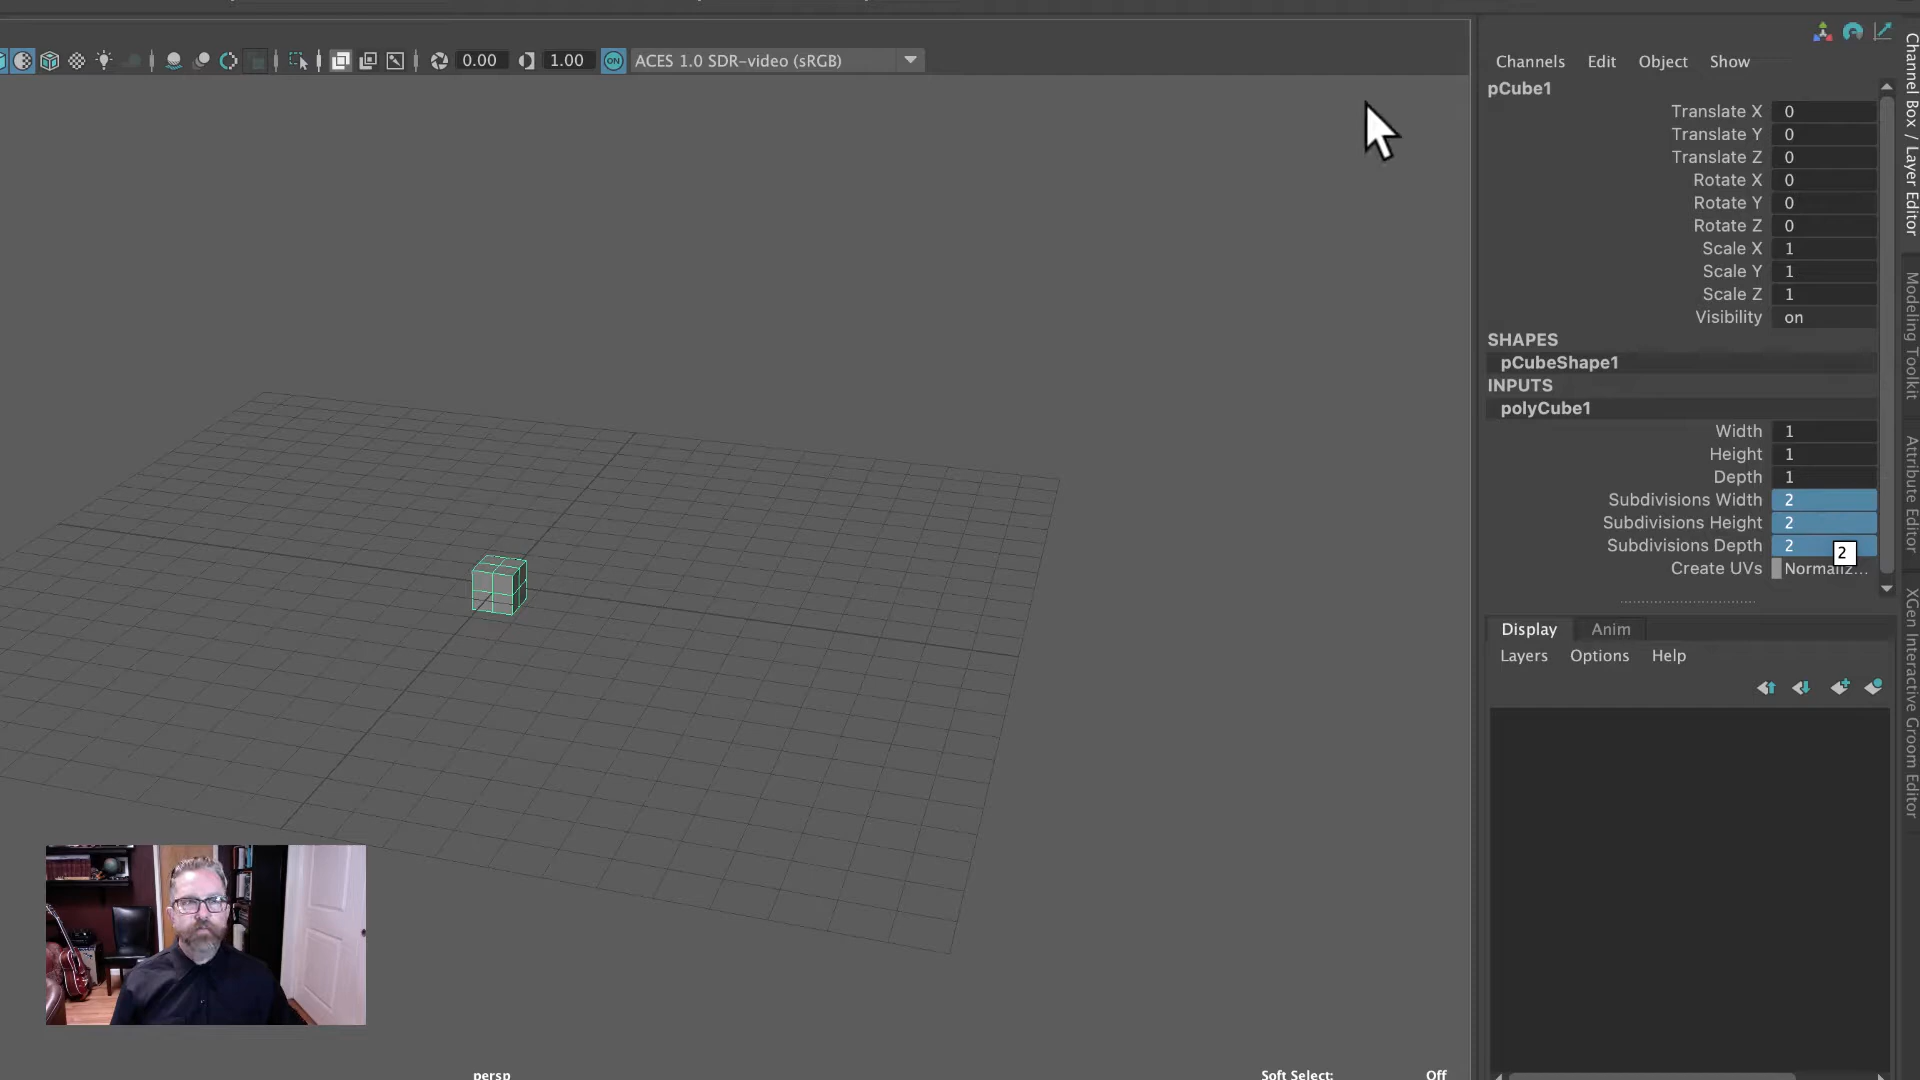 0.00
1.00
ON
ACES 1.0 SDR-video (sRGB)
Channels Edit Object Show
pCube1
Translate X 0
Translate Y 0
Translate Z 0
Rotate X 0
Rotate Y 0
Rotate Z 0
Scale X 1
Scale Y 1
Scale Z 1
Visibility on
SHAPES
pCubeShape1
INPUTS
polyCube1
Width 1
Height 1
Depth 1
Subdivisions Width 2
Subdivisions Height 2
Subdivisions Depth 2
2
Create UVs Normaliz...
Display Anim
Layers Options Help
Channel Box / Layer Editor
Modeling Toolkit
Attribute Editor
XGen Interactive Groom Editor
persp
Soft Select: Off